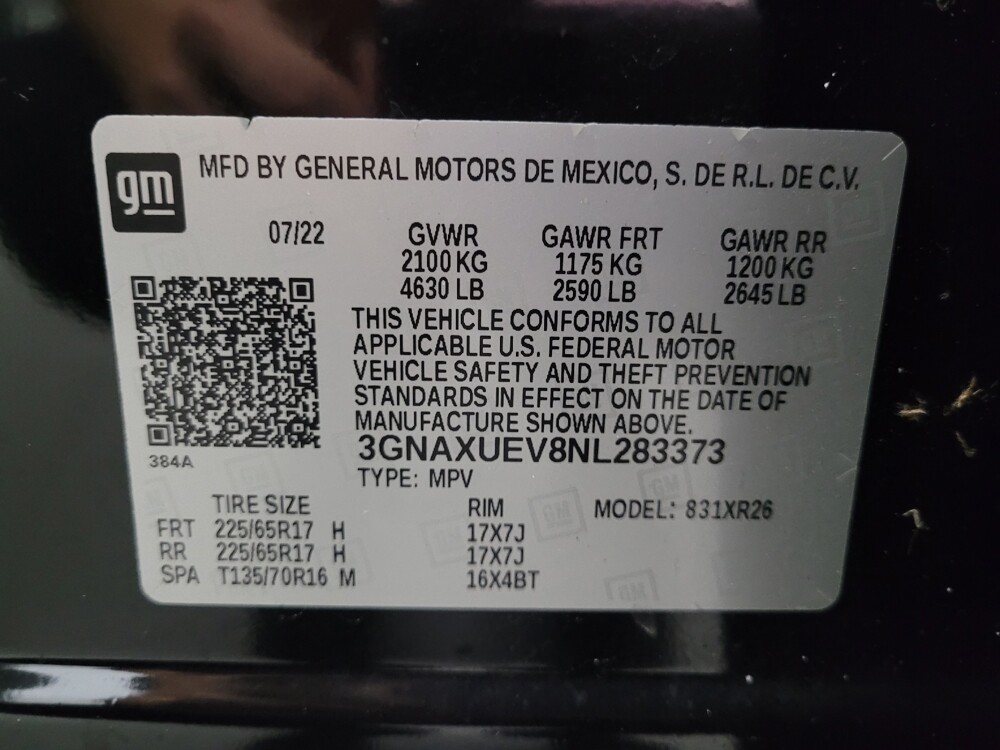 gm
MFD BY GENERAL MOTORS DE MEXICO, S. DE R.L. DE C.V.
07/22 GVWR GAWR FRT GAWR RR
2100 KG 1175 KG 1200 KG
4630 LB 2590 LB 2645 LB
THIS VEHICLE CONFORMS TO ALL
APPLICABLE U.S. FEDERAL MOTOR
VEHICLE SAFETY AND THEFT PREVENTION
STANDARDS IN EFFECT ON THE DATE OF
MANUFACTURE SHOWN ABOVE.
384A 3GNAXUEV8NL283373
TYPE: MPV
TIRE SIZE RIM MODEL: 831XR26
FRT 225/65R17 H 17X7J
RR 225/65R17 H 17X7J
SPA T135/70R16 M 16X4BT